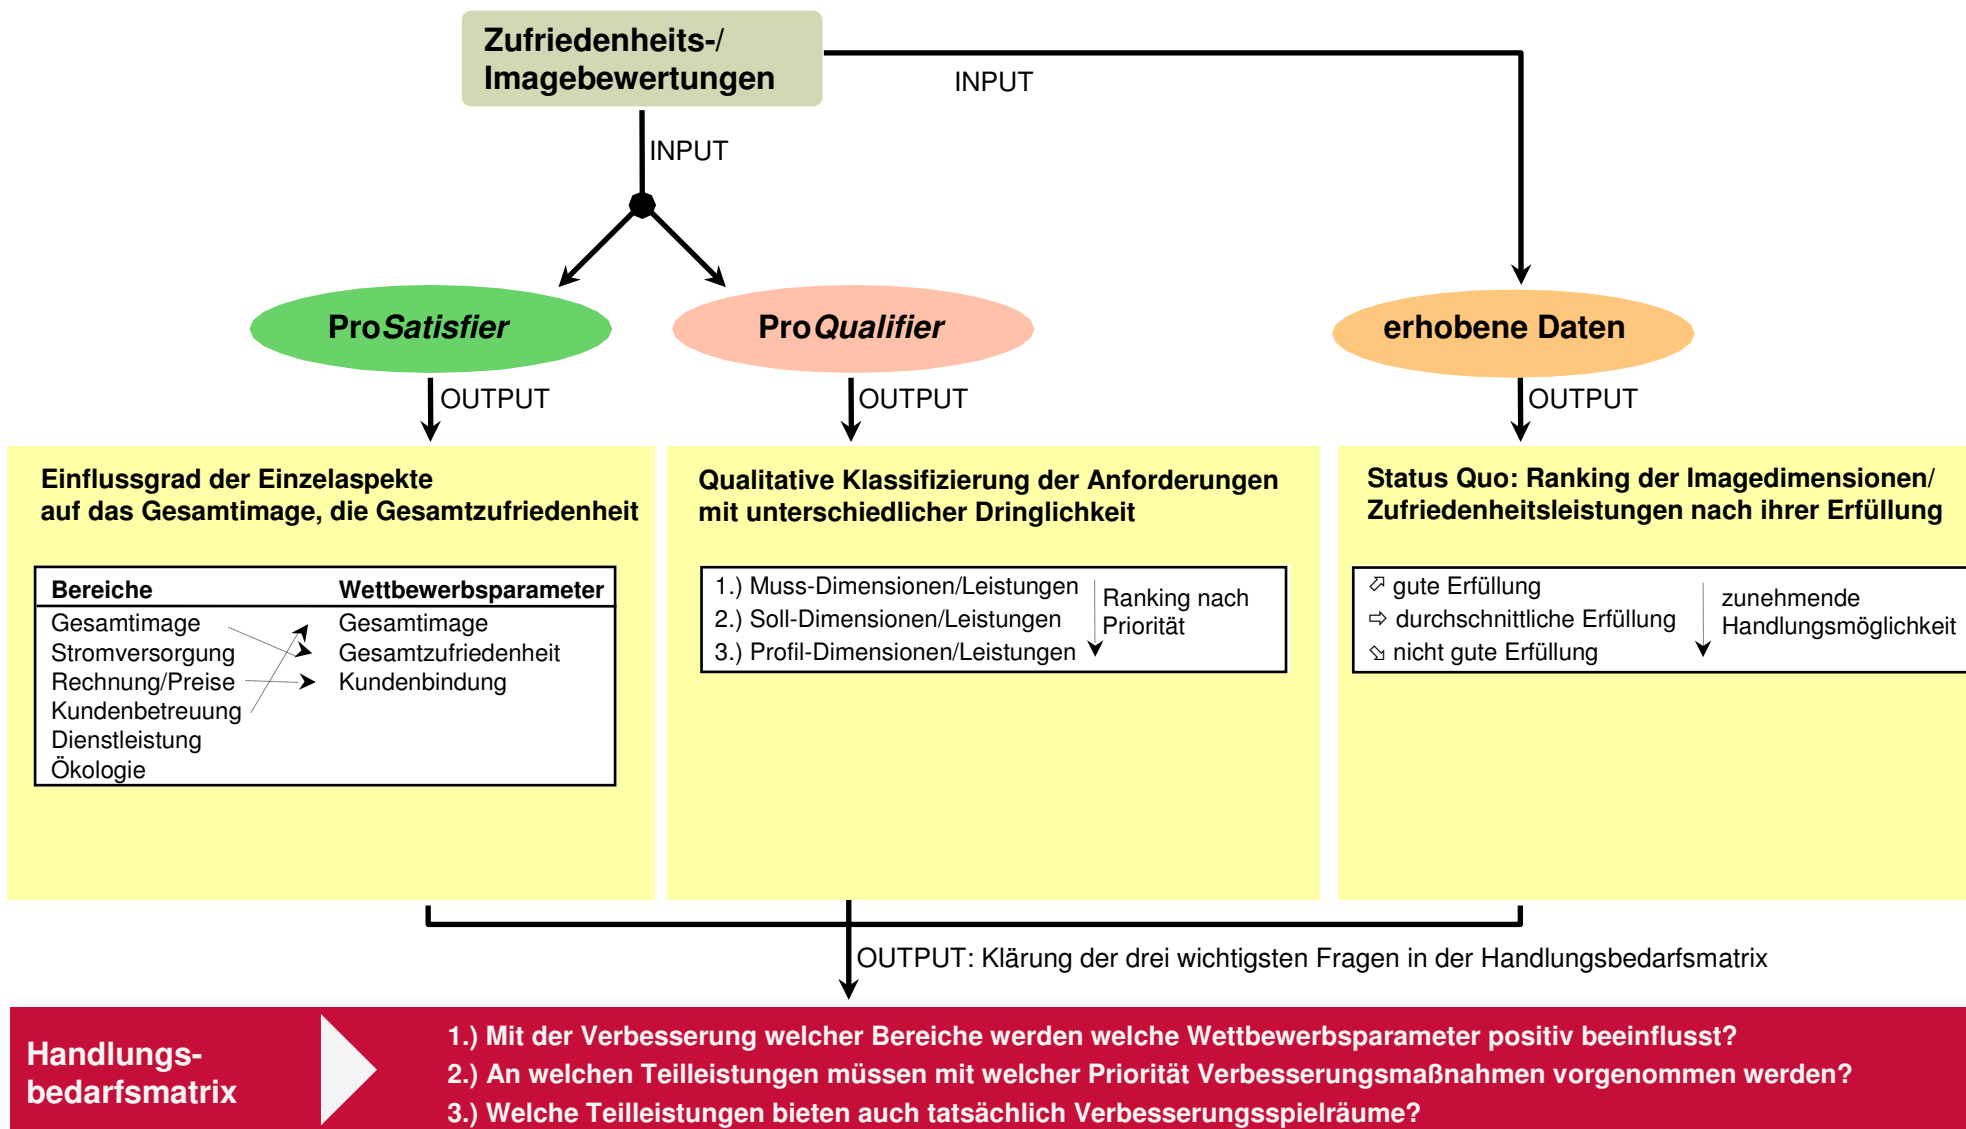 Zufriedenheits-/
Imagebewertungen
INPUT
INPUT
ProSatisfier
ProQualifier
erhobene Daten
OUTPUT
OUTPUT
OUTPUT
Einflussgrad der Einzelaspekte
auf das Gesamtimage, die Gesamtzufriedenheit
Bereiche
Wettbewerbsparameter
Gesamtimage
Gesamtimage
Stromversorgung
Gesamtzufriedenheit
Rechnung/Preise
Kundenbindung
Kundenbetreuung
Dienstleistung
Ökologie
Qualitative Klassifizierung der Anforderungen
mit unterschiedlicher Dringlichkeit
1.) Muss-Dimensionen/Leistungen
2.) Soll-Dimensionen/Leistungen
3.) Profil-Dimensionen/Leistungen
Ranking nach
Priorität
Status Quo: Ranking der Imagedimensionen/
Zufriedenheitsleistungen nach ihrer Erfüllung
gute Erfüllung
durchschnittliche Erfüllung
nicht gute Erfüllung
zunehmende
Handlungsmöglichkeit
OUTPUT: Klärung der drei wichtigsten Fragen in der Handlungsbedarfsmatrix
Handlungs-
bedarfsmatrix
1.) Mit der Verbesserung welcher Bereiche werden welche Wettbewerbsparameter positiv beeinflusst?
2.) An welchen Teilleistungen müssen mit welcher Priorität Verbesserungsmaßnahmen vorgenommen werden?
3.) Welche Teilleistungen bieten auch tatsächlich Verbesserungsspielräume?